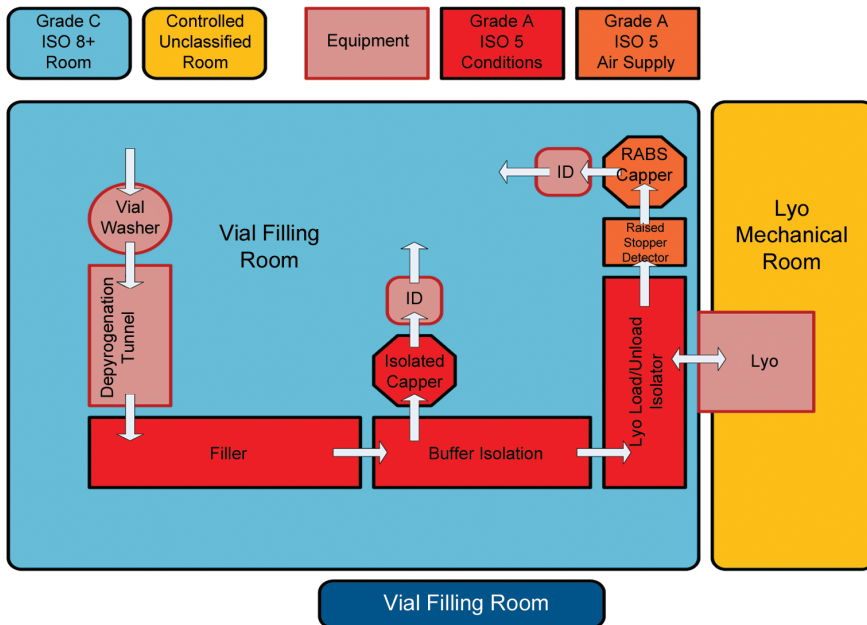 Grade C
ISO 8+
Room
Controlled
Unclassified
Room
Equipment
Grade A
ISO 5
Conditions
Grade A
ISO 5
Air Supply
Vial
Washer
Depyrogenation
Tunnel
Filler
Vial Filling
Room
ID
Isolated
Capper
Buffer Isolation
ID
RABS
Capper
Raised
Stopper
Detector
Lyo Load/Unload
Isolator
Lyo
Mechanical
Room
Lyo
Vial Filling Room